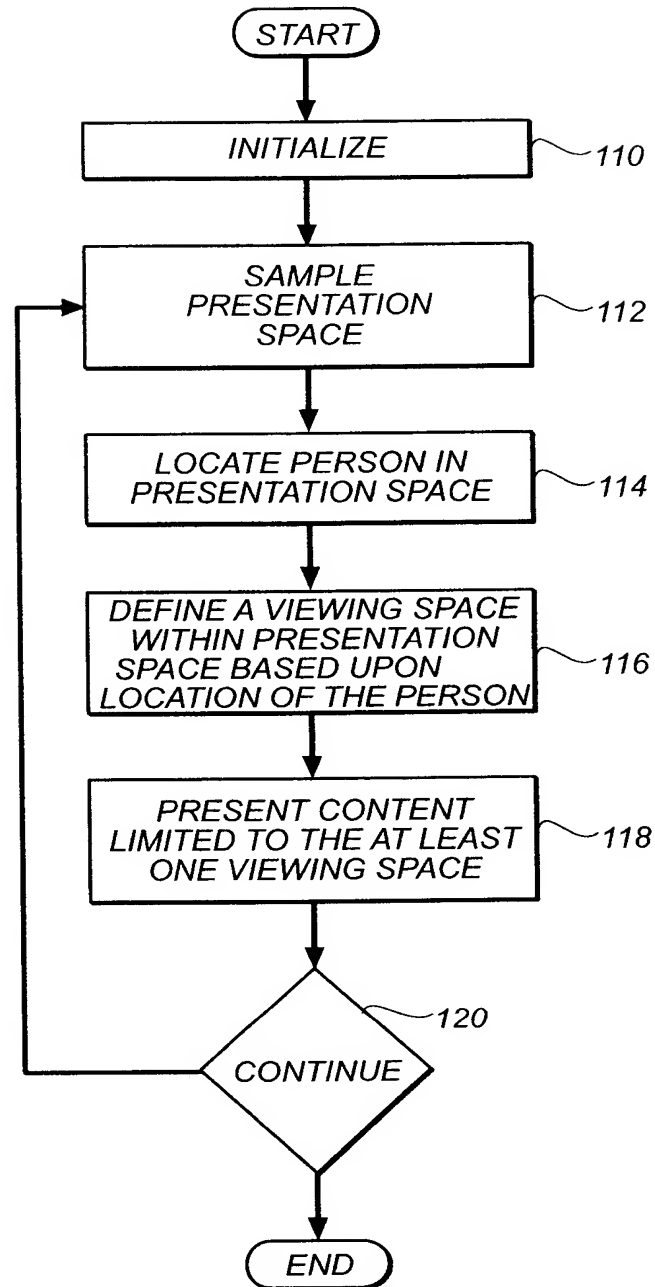 START
INITIALIZE
110
SAMPLE
PRESENTATION
SPACE
112
LOCATE PERSON IN
PRESENTATION SPACE
114
DEFINE A VIEWING SPACE
WITHIN PRESENTATION
SPACE BASED UPON
LOCATION OF THE PERSON
116
PRESENT CONTENT
LIMITED TO THE AT LEAST
ONE VIEWING SPACE
118
120
CONTINUE
END